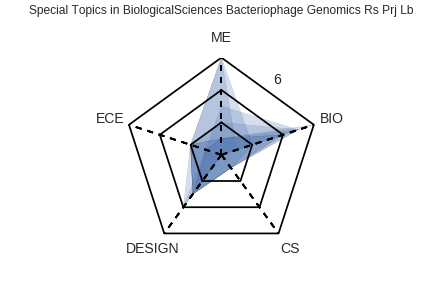 Special Topics in BiologicalSciences Bacteriophage Genomics Rs Prj Lb
ME
6
ECE
BIO
DESIGN
CS